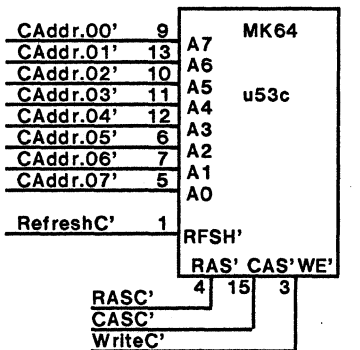 CAddr.00' 9 MK64
CAddr.01' 13 A7
CAddr.02' 10 A6
CAddr.03' 11 A5 u53c
CAddr.04' 12 A4
CAddr.05' 6 A3
CAddr.06' 7 A2
CAddr.07' 5 A1
A0
RefreshC' 1 RFSH'
RAS' CAS' WE'
4 15 3
RASC'
CASC'
WriteC'